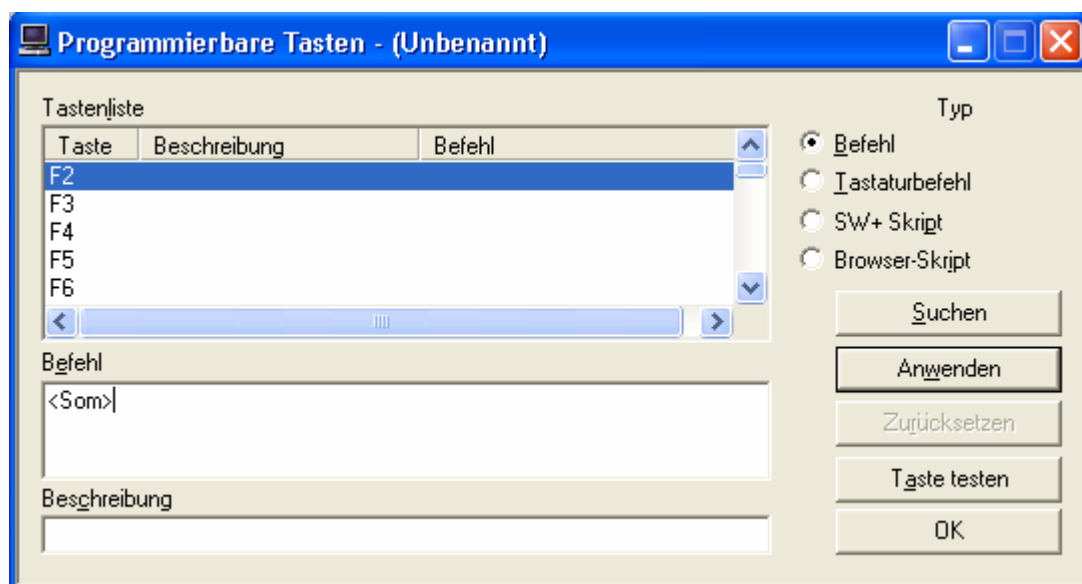 Programmierbare Tasten - (Unbenannt)
Tastenliste
Typ
Taste Beschreibung Befehl
F2
F3
F4
F5
F6
Befehl
Tastaturbefehl
SW+ Skript
Browser-Skript
Suchen
Befehl
Anwenden
<Som>
Zurücksetzen
Taste testen
Beschreibung
OK